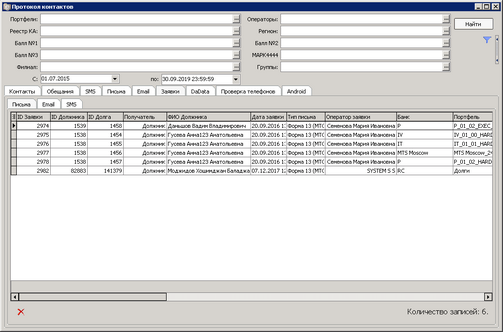 Протокол контактов
Портфели: Операторы: Найти
Реестр КА: Регион:
Балл №1 Балл №2
Балл №3 МАРК4444
Филиал: Группы:
С: 01.07.2015 по: 30.09.2019 23:59:59
Контакты Обещания SMS Письма Email Заявки DaData Проверка телефонов Android
Письма Email SMS
ID Заявки ID Должника ID Долга Получатель ФИО Должника Дата заявки Тип письма Оператор заявки Банк Портфель
2974 1539 1458 Должник Даньшов Вадим Владимирович 20.09.2016 1 Форма 13 (МТС Семенова Мария Ивановна P P_01_02_EXEC_
2975 1538 1454 Должник Гусева Анна123 Анатольевна 20.09.2016 1 Форма 13 (МТС Семенова Мария Ивановна IV IV_01_00_HARD
2976 1538 1455 Должник Гусева Анна123 Анатольевна 20.09.2016 1 Форма 13 (МТС Семенова Мария Ивановна IT IT_01_01_HARD
2977 1538 1456 Должник Гусева Анна123 Анатольевна 20.09.2016 1 Форма 13 (МТС Семенова Мария Ивановна MTS Moscow MTS Moscow_24
2978 1538 1457 Должник Гусева Анна123 Анатольевна 20.09.2016 1 Форма 13 (МТС Семенова Мария Ивановна P P_01_02_HARD
2982 82883 141379 Должник Моджидов Хошимджан Баладжа 07.12.2017 1 Форма 13 (МТС SYSTEM S S RC Долги
Количество записей: 6.